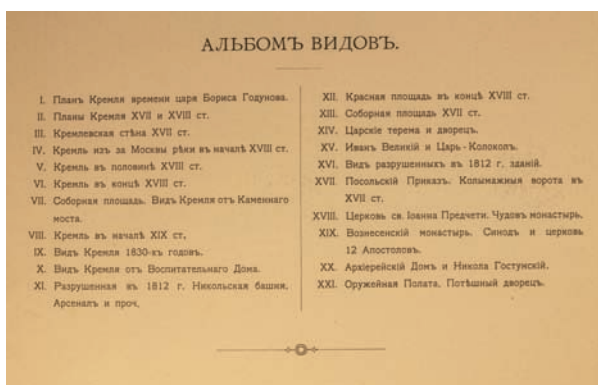 АЛЬБОМЪ ВИДОВЪ.
I. Планъ Кремля времени царя Бориса Годунова.
II. Планы Кремля XVII и XVIII ст.
III. Кремлевская стѣна XVII ст.
IV. Кремль изъ за Москвы рѣки въ началѣ XVIII ст.
V. Кремль въ половинѣ XVIII ст.
VI. Кремль въ концѣ XVIII ст.
VII. Соборная площадь. Видъ Кремля отъ Каменнаго
моста.
VIII. Кремль въ началѣ XIX ст.
IX. Видъ Кремля 1830-хъ годовъ.
X. Видъ Кремля отъ Воспитательнаго Дома.
XI. Разрушенная въ 1812 г. Никольская башня,
Арсеналъ и проч.
XII. Красная площадь въ концѣ XVIII ст.
XIII. Соборная площадь XVII ст.
XIV. Царскіе терема и дворецъ.
XV. Иванъ Великій и Царь-Колоколъ.
XVI. Видъ разрушенныхъ въ 1812 г. зданій.
XVII. Посольскій Приказъ. Колымажныя ворота въ
XVII ст.
XVIII. Церковь св. Іоанна Предтечи. Чудовъ монастырь.
XIX. Вознесенскій монастырь. Синодъ и церковь
12 Апостоловъ.
XX. Архіерейскій Домъ и Никола Гостунскій.
XXI. Оружейная Полата. Потѣшный дворецъ.